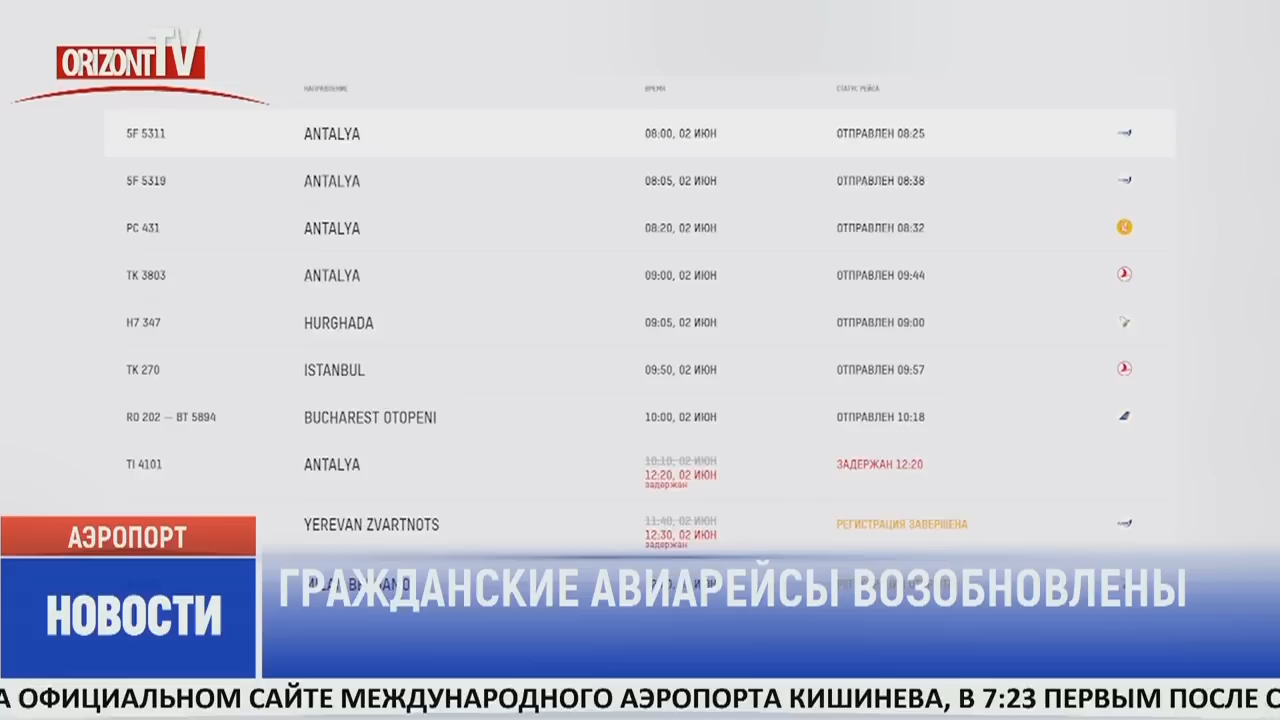 ORIZONT TV
НАПРАВЛЕНИЕ ВРЕМЯ СТАТУС РЕЙСА
5F 5311 ANTALYA 08:00, 02 ИЮН ОТПРАВЛЕН 08:25
5F 5319 ANTALYA 08:05, 02 ИЮН ОТПРАВЛЕН 08:38
PC 431 ANTALYA 08:20, 02 ИЮН ОТПРАВЛЕН 08:32
TK 3803 ANTALYA 09:00, 02 ИЮН ОТПРАВЛЕН 09:44
H7 347 HURGHADA 09:05, 02 ИЮН ОТПРАВЛЕН 09:00
TK 270 ISTANBUL 09:50, 02 ИЮН ОТПРАВЛЕН 09:57
RO 202 — BT 5894 BUCHAREST OTOPENI 10:00, 02 ИЮН ОТПРАВЛЕН 10:18
TI 4101 ANTALYA 10:10, 02 ИЮН ЗАДЕРЖАН 12:20
12:20, 02 ИЮН
задержан
YEREVAN ZVARTNOTS 11:40, 02 ИЮН РЕГИСТРАЦИЯ ЗАВЕРШЕНА
12:30, 02 ИЮН
задержан
АЭРОПОРТ
НОВОСТИ
ГРАЖДАНСКИЕ АВИАРЕЙСЫ ВОЗОБНОВЛЕНЫ
А ОФИЦИАЛЬНОМ САЙТЕ МЕЖДУНАРОДНОГО АЭРОПОРТА КИШИНЕВА, В 7:23 ПЕРВЫМ ПОСЛЕ С